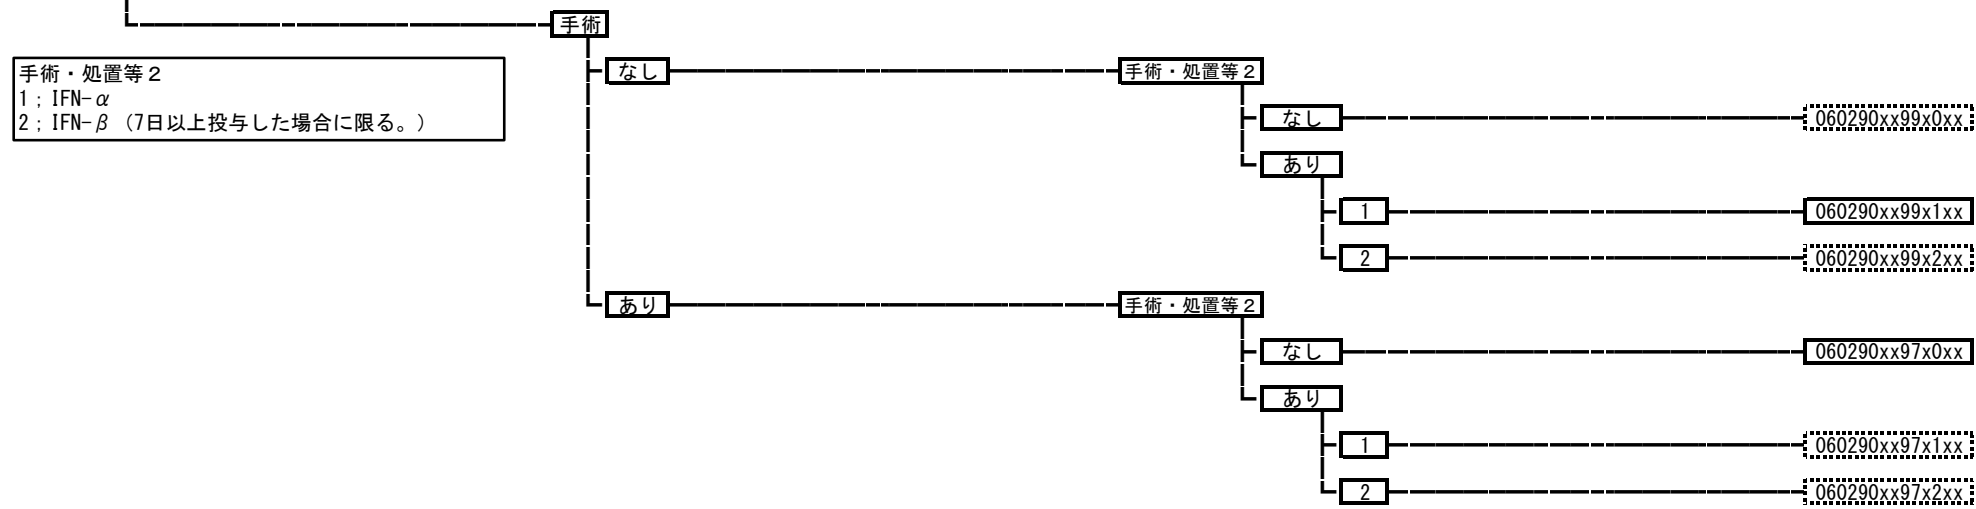 手術
手術・処置等２
1；IFN-α
2；IFN-β（7日以上投与した場合に限る。）
なし
手術・処置等２
なし
060290xx99x0xx
あり
1
060290xx99x1xx
2
060290xx99x2xx
あり
手術・処置等２
なし
060290xx97x0xx
あり
1
060290xx97x1xx
2
060290xx97x2xx